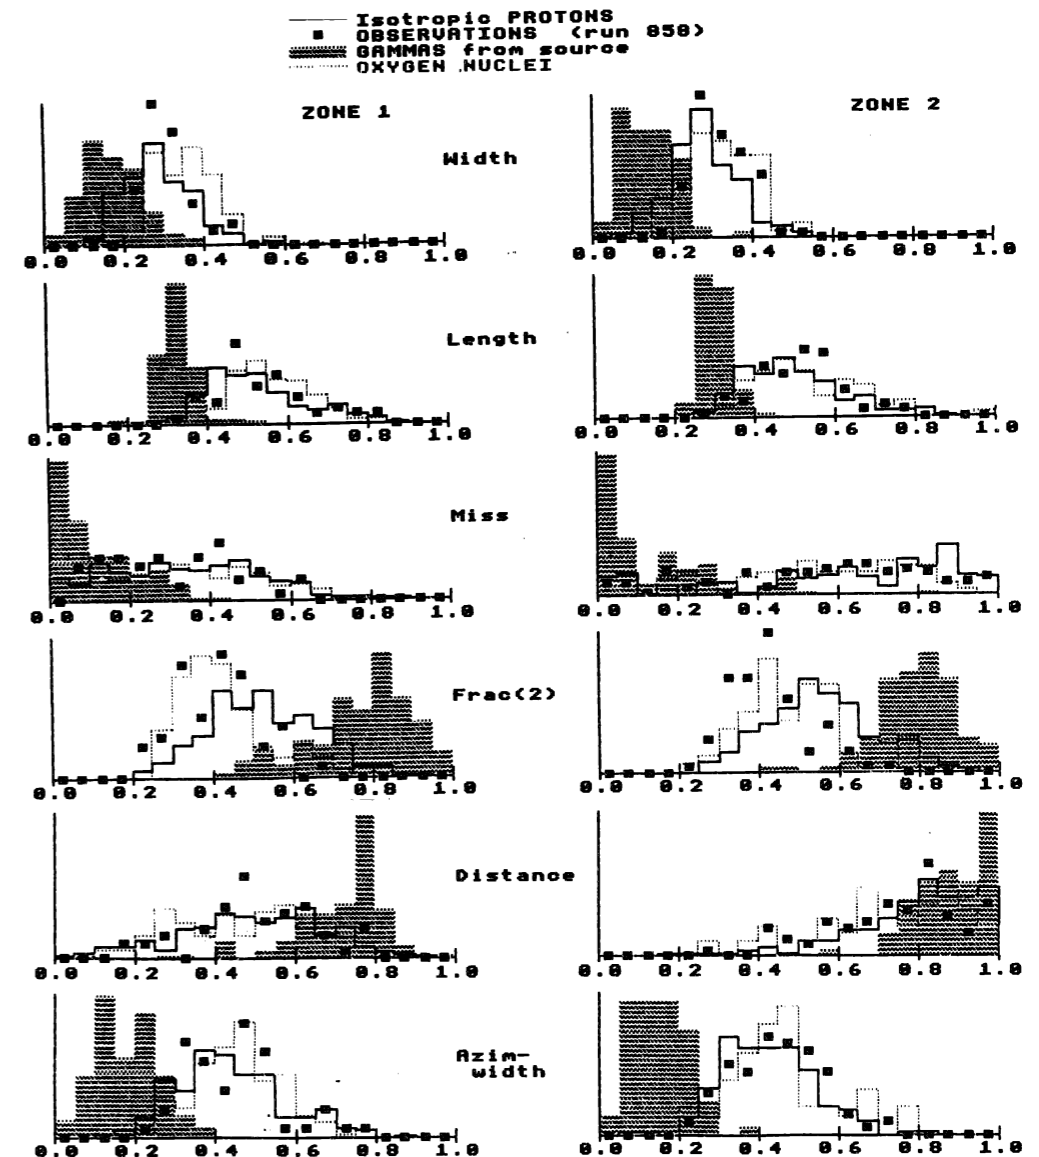 Isotropic PROTONS
OBSERVATIONS (run 858)
GAMMAS from source
OXYGEN NUCLEI
ZONE 1
ZONE 2
Width
0.0 0.2 0.4 0.6 0.8 1.0
0.0 0.2 0.4 0.6 0.8 1.0
Length
0.0 0.2 0.4 0.6 0.8 1.0
0.0 0.2 0.4 0.6 0.8 1.0
Miss
0.0 0.2 0.4 0.6 0.8 1.0
0.0 0.2 0.4 0.6 0.8 1.0
Frac(2)
0.0 0.2 0.4 0.6 0.8 1.0
0.0 0.2 0.4 0.6 0.8 1.0
Distance
0.0 0.2 0.4 0.6 0.8 1.0
0.0 0.2 0.4 0.6 0.8 1.0
Azim-
width
0.0 0.2 0.4 0.6 0.8 1.0
0.0 0.2 0.4 0.6 0.8 1.0